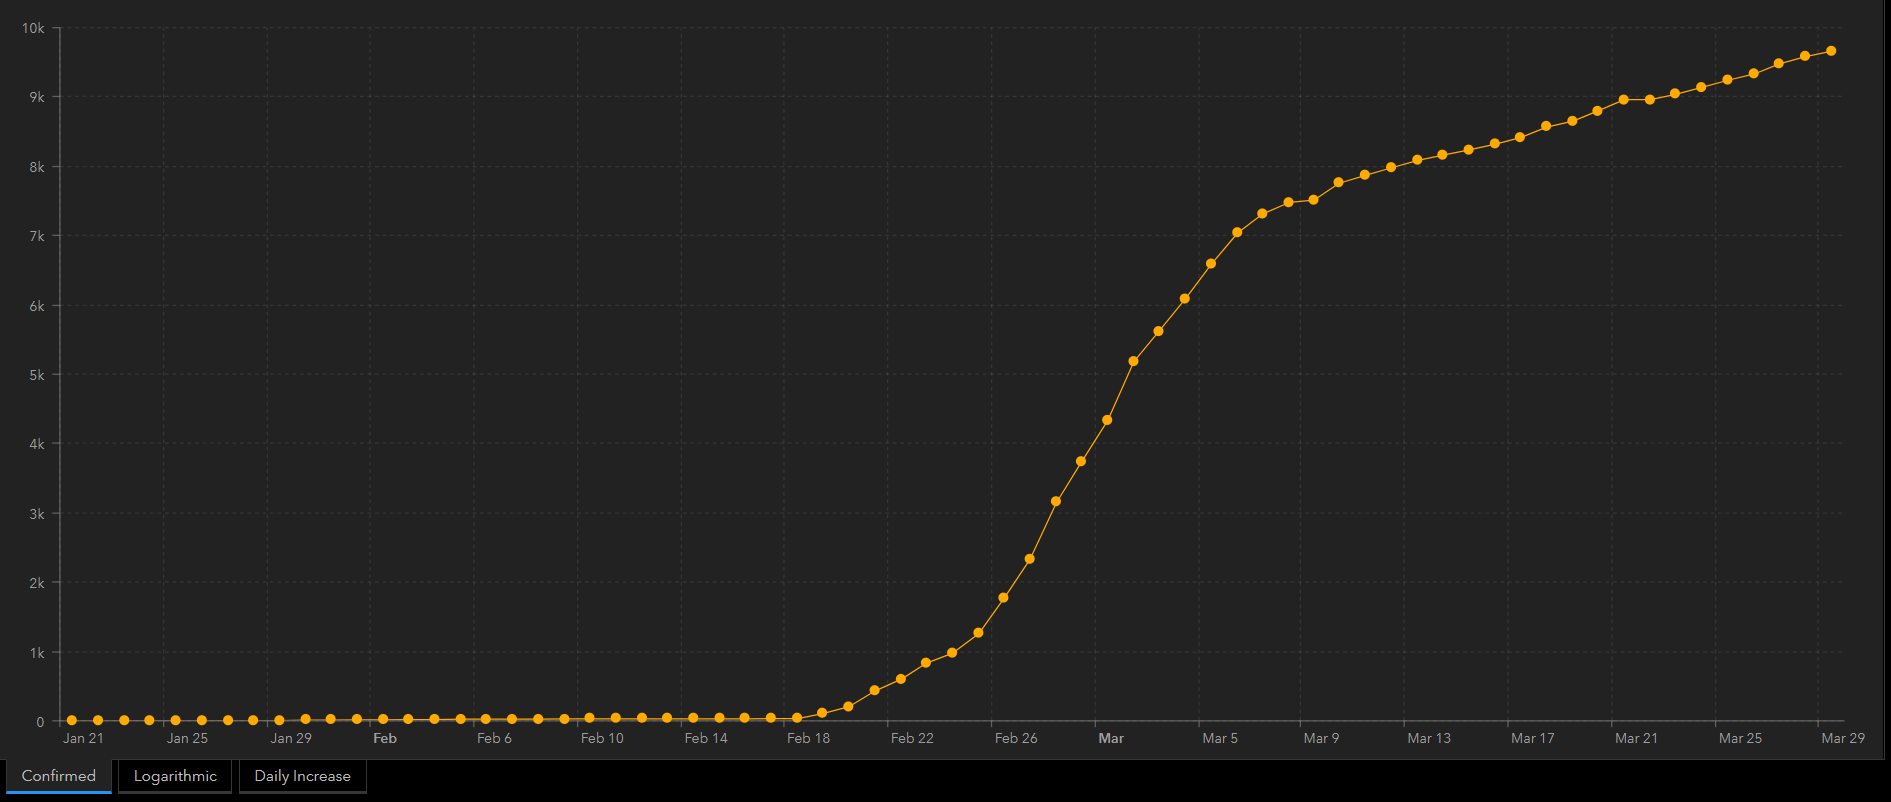 10k
9k
8k
7k
6k
5k
4k
3k
2k
1k
0
Jan 21 Jan 25 Jan 29 Feb Feb 6 Feb 10 Feb 14 Feb 18 Feb 22 Feb 26 Mar Mar 5 Mar 9 Mar 13 Mar 17 Mar 21 Mar 25 Mar 29
Confirmed Logarithmic Daily Increase